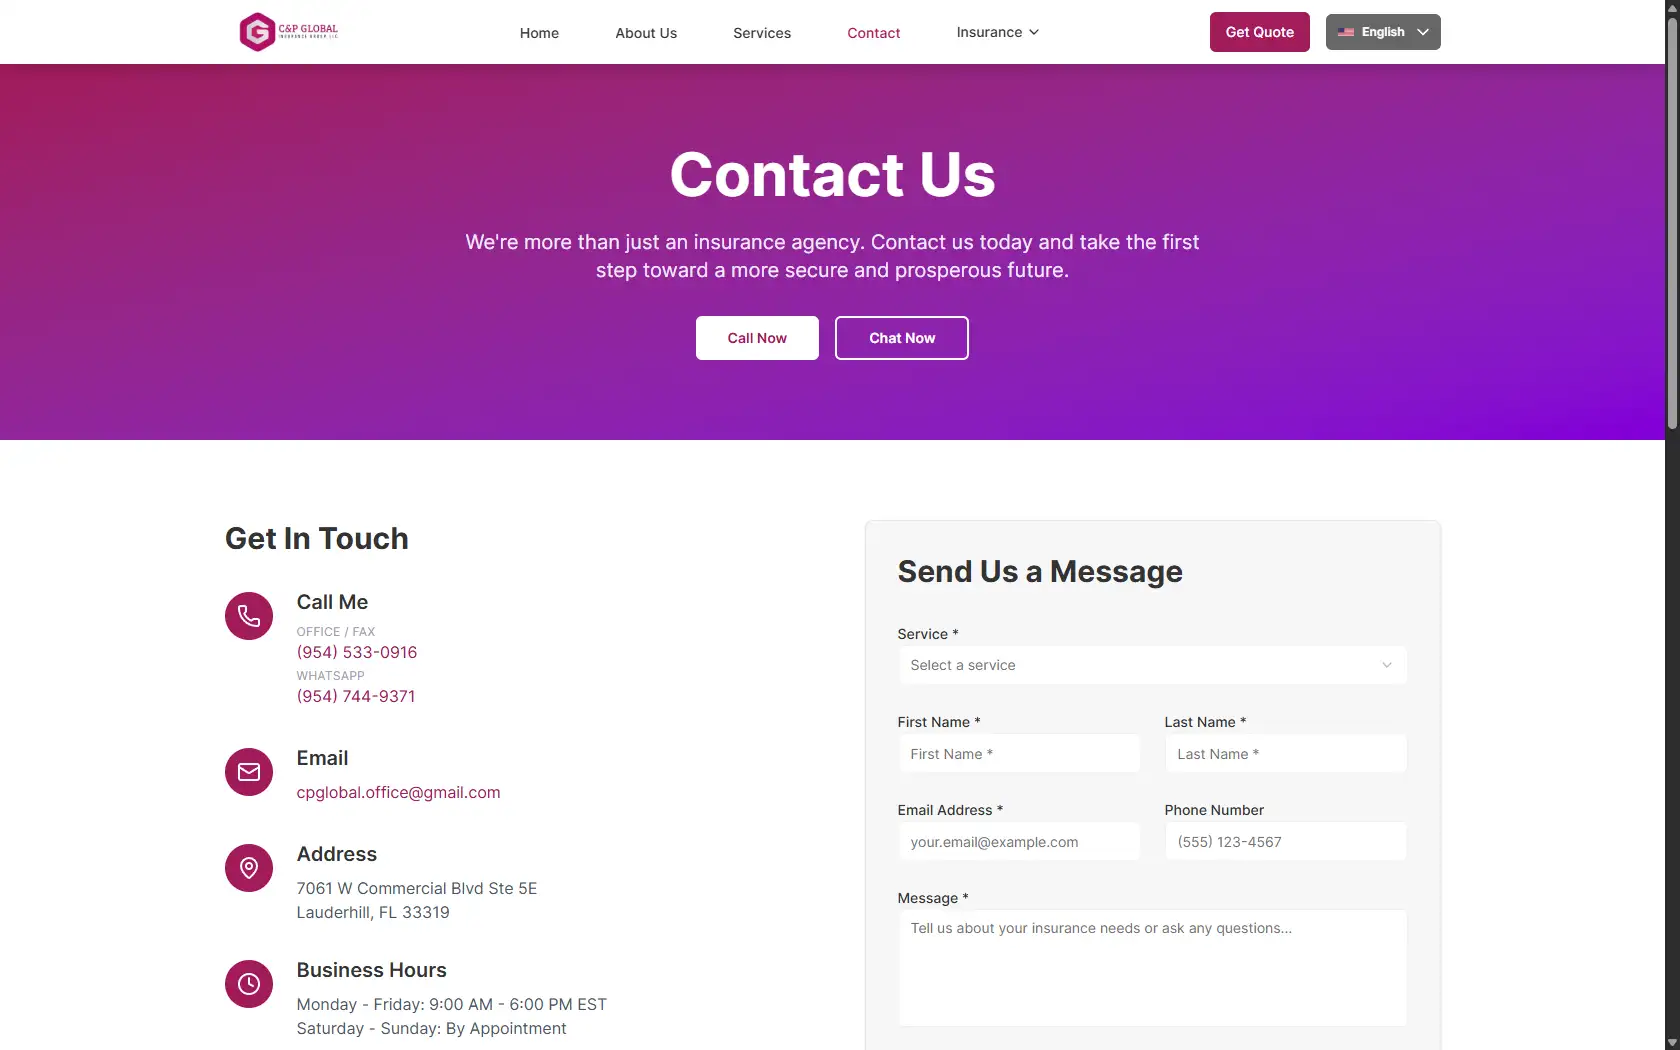 C&P GLOBAL
INSURANCE GROUP LLC
Home
About Us
Services
Contact
Insurance
Get Quote
English
Contact Us
We're more than just an insurance agency. Contact us today and take the first
step toward a more secure and prosperous future.
Call Now
Chat Now
Get In Touch
Call Me
OFFICE / FAX
(954) 533-0916
WHATSAPP
(954) 744-9371
Email
cpglobal.office@gmail.com
Address
7061 W Commercial Blvd Ste 5E
Lauderhill, FL 33319
Business Hours
Monday - Friday: 9:00 AM - 6:00 PM EST
Saturday - Sunday: By Appointment
Send Us a Message
Service *
Select a service
First Name *
Last Name *
First Name *
Last Name *
Email Address *
Phone Number
your.email@example.com
(555) 123-4567
Message *
Tell us about your insurance needs or ask any questions...